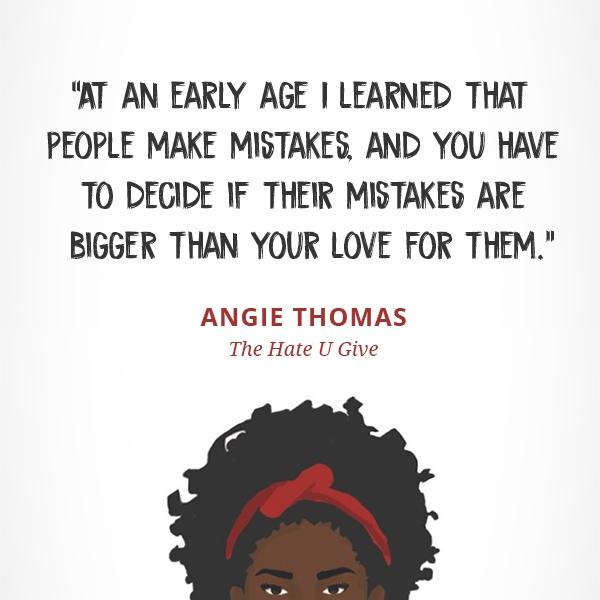 "AT AN EARLY AGE I LEARNED THAT
PEOPLE MAKE MISTAKES, AND YOU HAVE
TO DECIDE IF THEIR MISTAKES ARE
BIGGER THAN YOUR LOVE FOR THEM."
ANGIE THOMAS
The Hate U Give